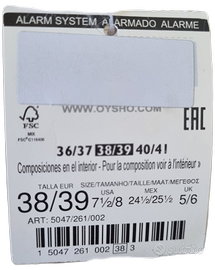 ALARM SYSTEM ALARMADO ALARME
WWW.OYSHO.COM
36/37 38/39 40/41
FSC
MIX
EAC
Composiciones en el interior - Pour la composition voir à l'intérieur »
TALLA EUR SIZE/TAMANHO/TAILLE/MAAT/ΜΕΓΕΘΟΣ
USA MEX UK
38/39 7½/8 24½/25½ 5/6
ART: 5047/261/002
1 5047 261 002 38 3